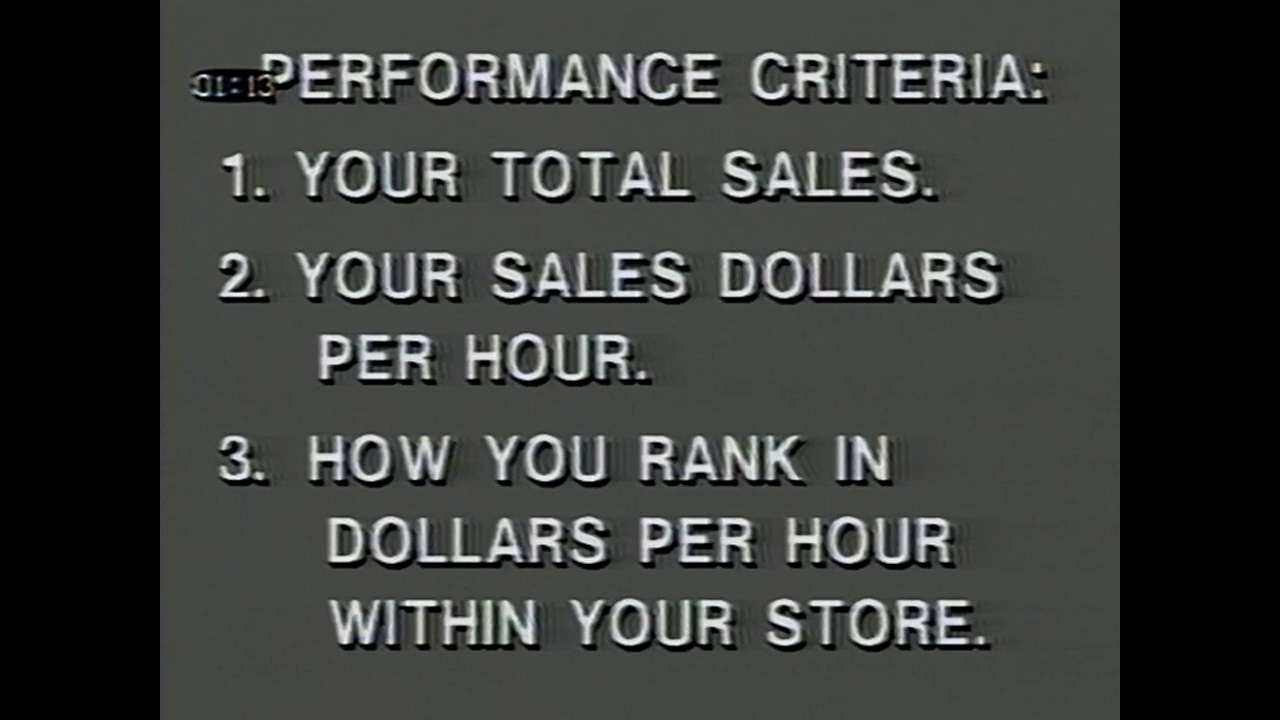 01:13
PERFORMANCE CRITERIA:
1. YOUR TOTAL SALES.
2. YOUR SALES DOLLARS
PER HOUR.
3. HOW YOU RANK IN
DOLLARS PER HOUR
WITHIN YOUR STORE.